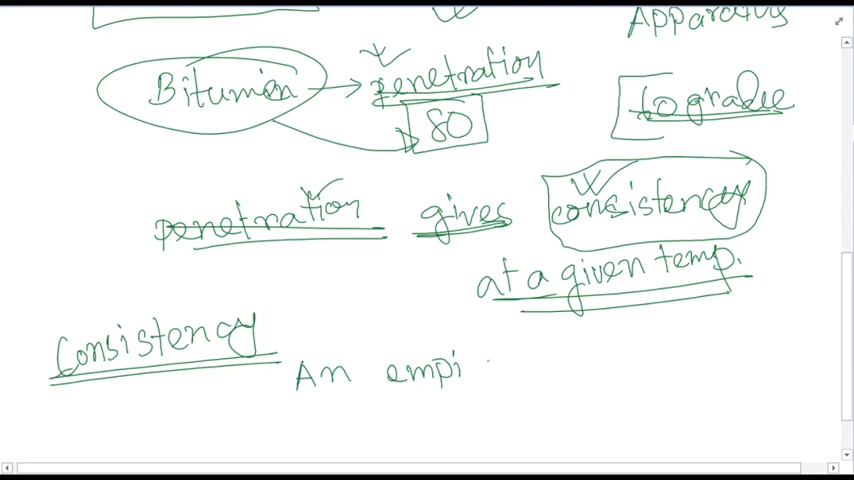 Apparatus
Bitumen → penetration
80
to grade
penetration gives consistency
at a given temp.
Consistency
An empi